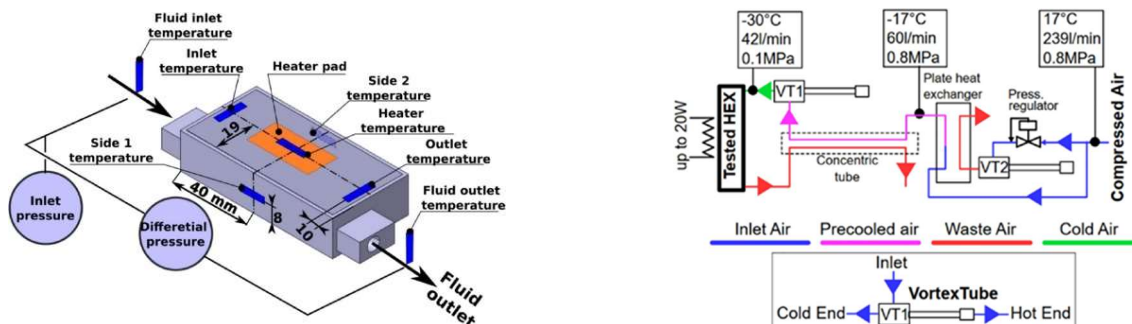 Fluid inlet
temperature
Inlet
temperature
Heater pad
Side 2
temperature
Heater
temperature
Outlet
temperature
19
Side 1
temperature
Fluid outlet
temperature
40 mm
8
10
Inlet
pressure
Differetial
pressure
Fluid
outlet
-30°C
42l/min
0.1MPa
-17°C
60l/min
0.8MPa
17°C
239l/min
0.8MPa
Plate heat
exchanger
Press.
regulator
VT1
VT2
up to 20W
Tested HEX
Concentric
tube
Compressed Air
Inlet Air
Precooled air
Waste Air
Cold Air
Inlet
VortexTube
Cold End
VT1
Hot End